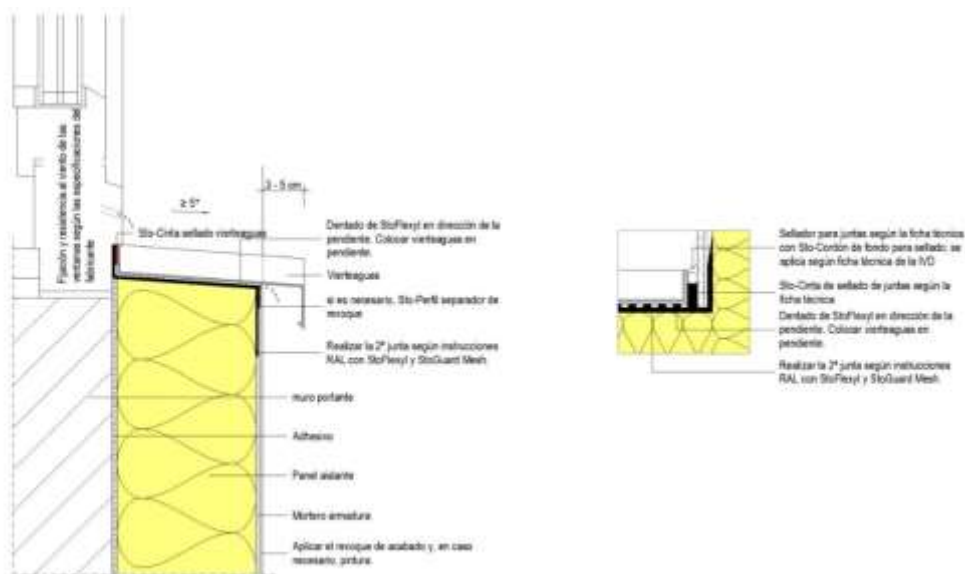 Fijación y resistencia al viento de las
ventanas según las especificaciones del
fabricante
≥ 5°
3 - 5 cm
Sto-Cinta sellado vierteaguas
Dentado de StoFlexyl en dirección de la
pendiente. Colocar vierteaguas en
pendiente.
Vierteaguas
si es necesario, Sto-Perfil separador de
revoque
Realizar la 2ª junta según instrucciones
RAL con StoFlexyl y StoGuard Mesh.
muro portante
Adhesivo
Panel aislante
Mortero armadura
Aplicar el revoque de acabado y, en caso
necesario, pintura.
Sellador para juntas según la ficha técnica
con Sto-Cordón de fondo para sellado, se
aplica según ficha técnica de la IVD
Sto-Cinta de sellado de juntas según la
ficha técnica
Dentado de StoFlexyl en dirección de la
pendiente. Colocar vierteaguas en
pendiente.
Realizar la 2ª junta según instrucciones
RAL con StoFlexyl y StoGuard Mesh.